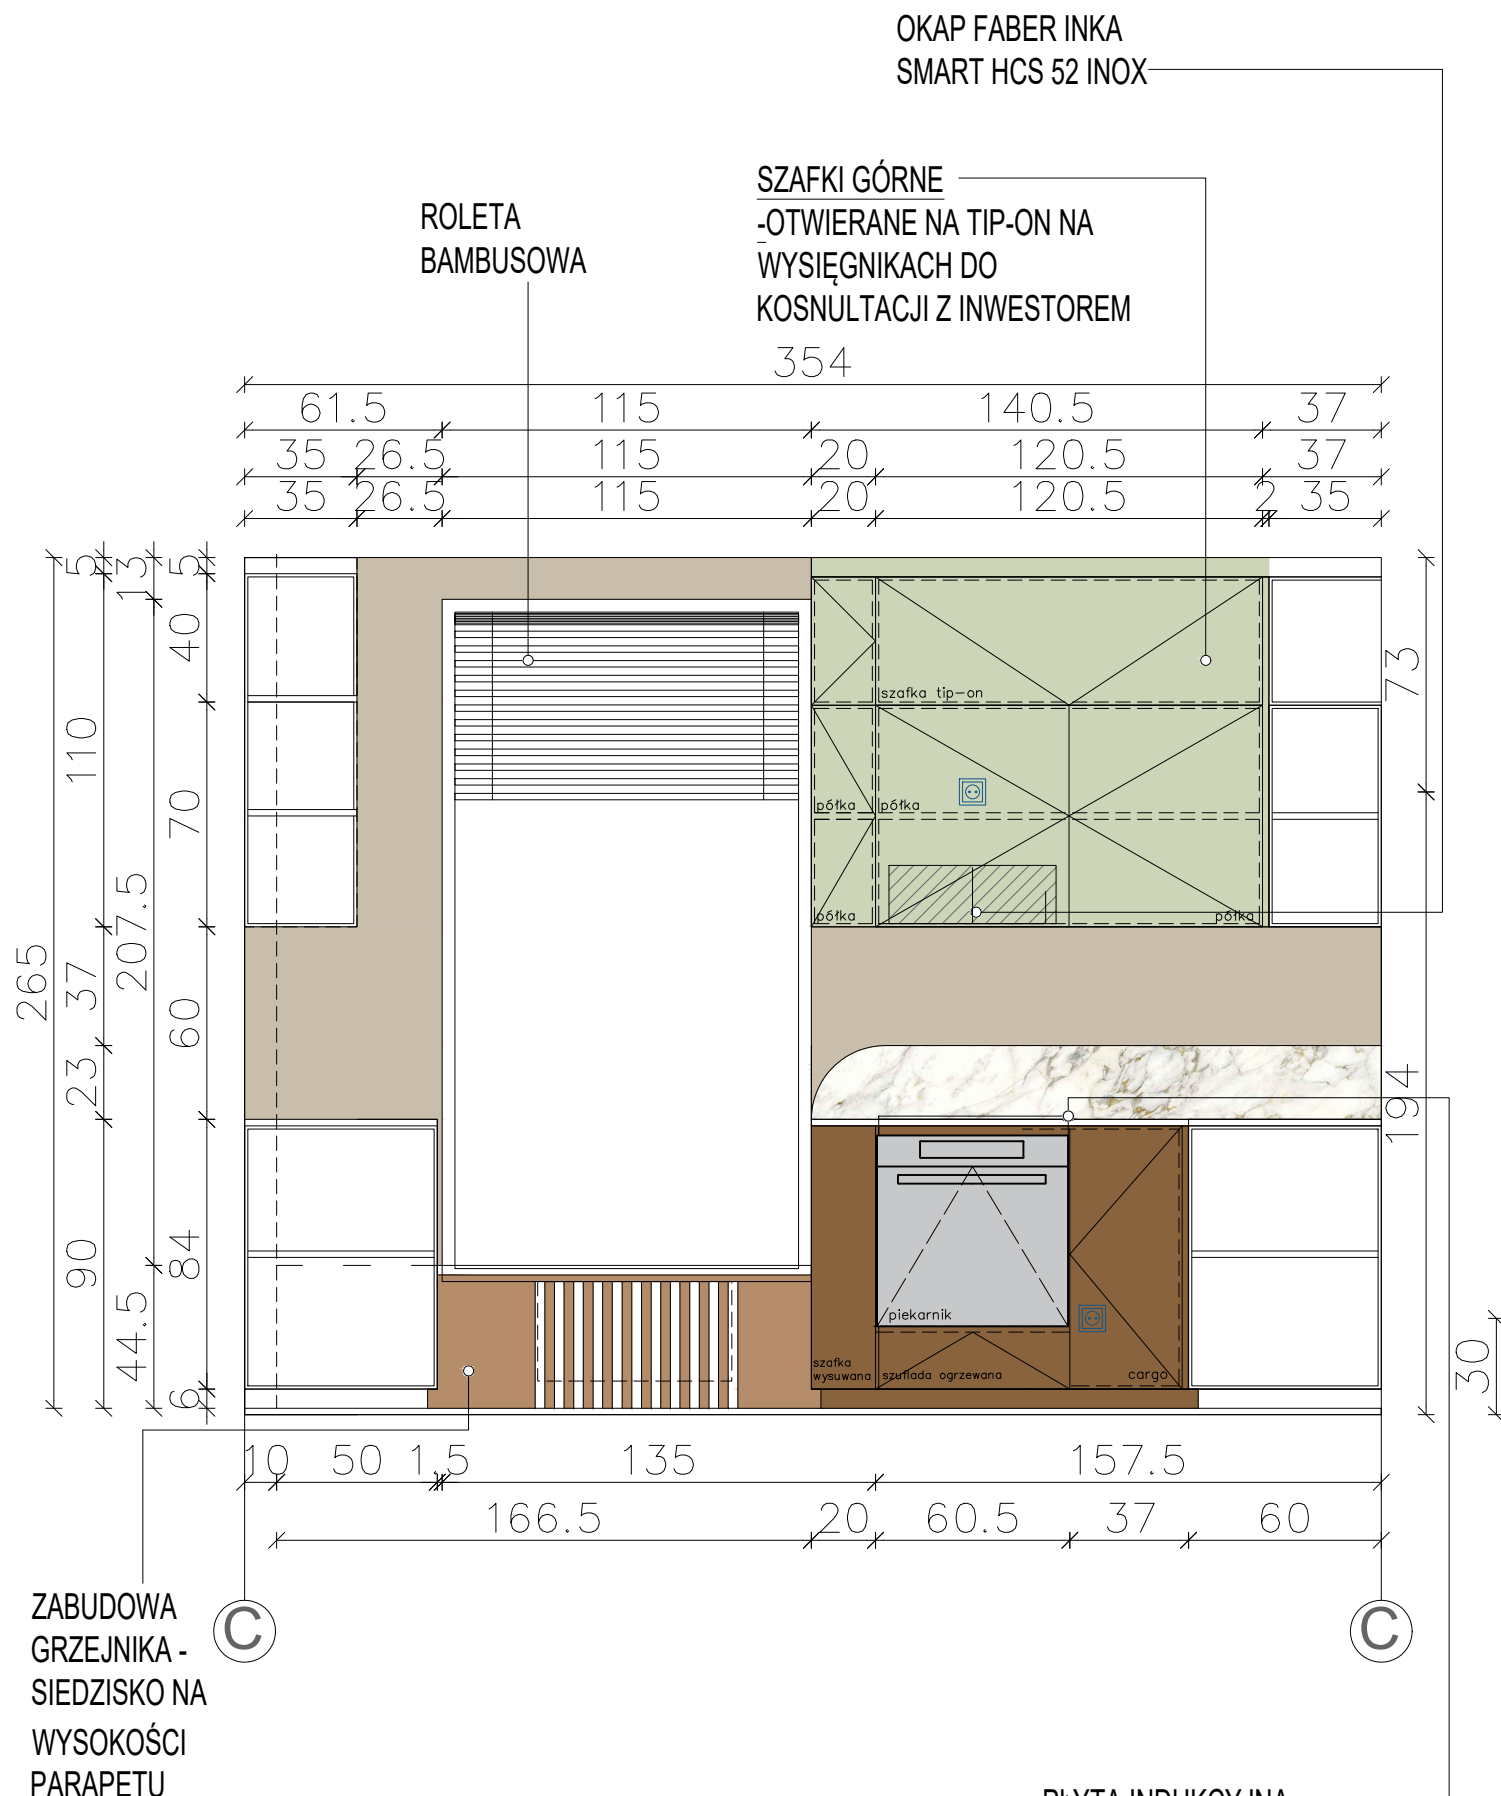 OKAP FABER INKA
SMART HCS 52 INOX
SZAFKI GÓRNE
-OTWIERANE NA TIP-ON NA
WYSIĘGNIKACH DO
KOSNULTACJI Z INWESTOREM
ROLETA
BAMBUSOWA
354
61.5 115 140.5 37
35 26.5 115 20 120.5 37
35 26.5 115 20 120.5 2 35
5 13 5
40
110
70
207.5
265
37
60
23
90
84
44.5
6
73
194
30
szafka tip-on
półka półka
półka półka
piekarnik
szafka
wysuwana szuflada ogrzewana cargo
10 50 1.5 135 157.5
166.5 20 60.5 37 60
C C
ZABUDOWA
GRZEJNIKA -
SIEDZISKO NA
WYSOKOŚCI
PARAPETU
PŁYTA INDUKCYJNA